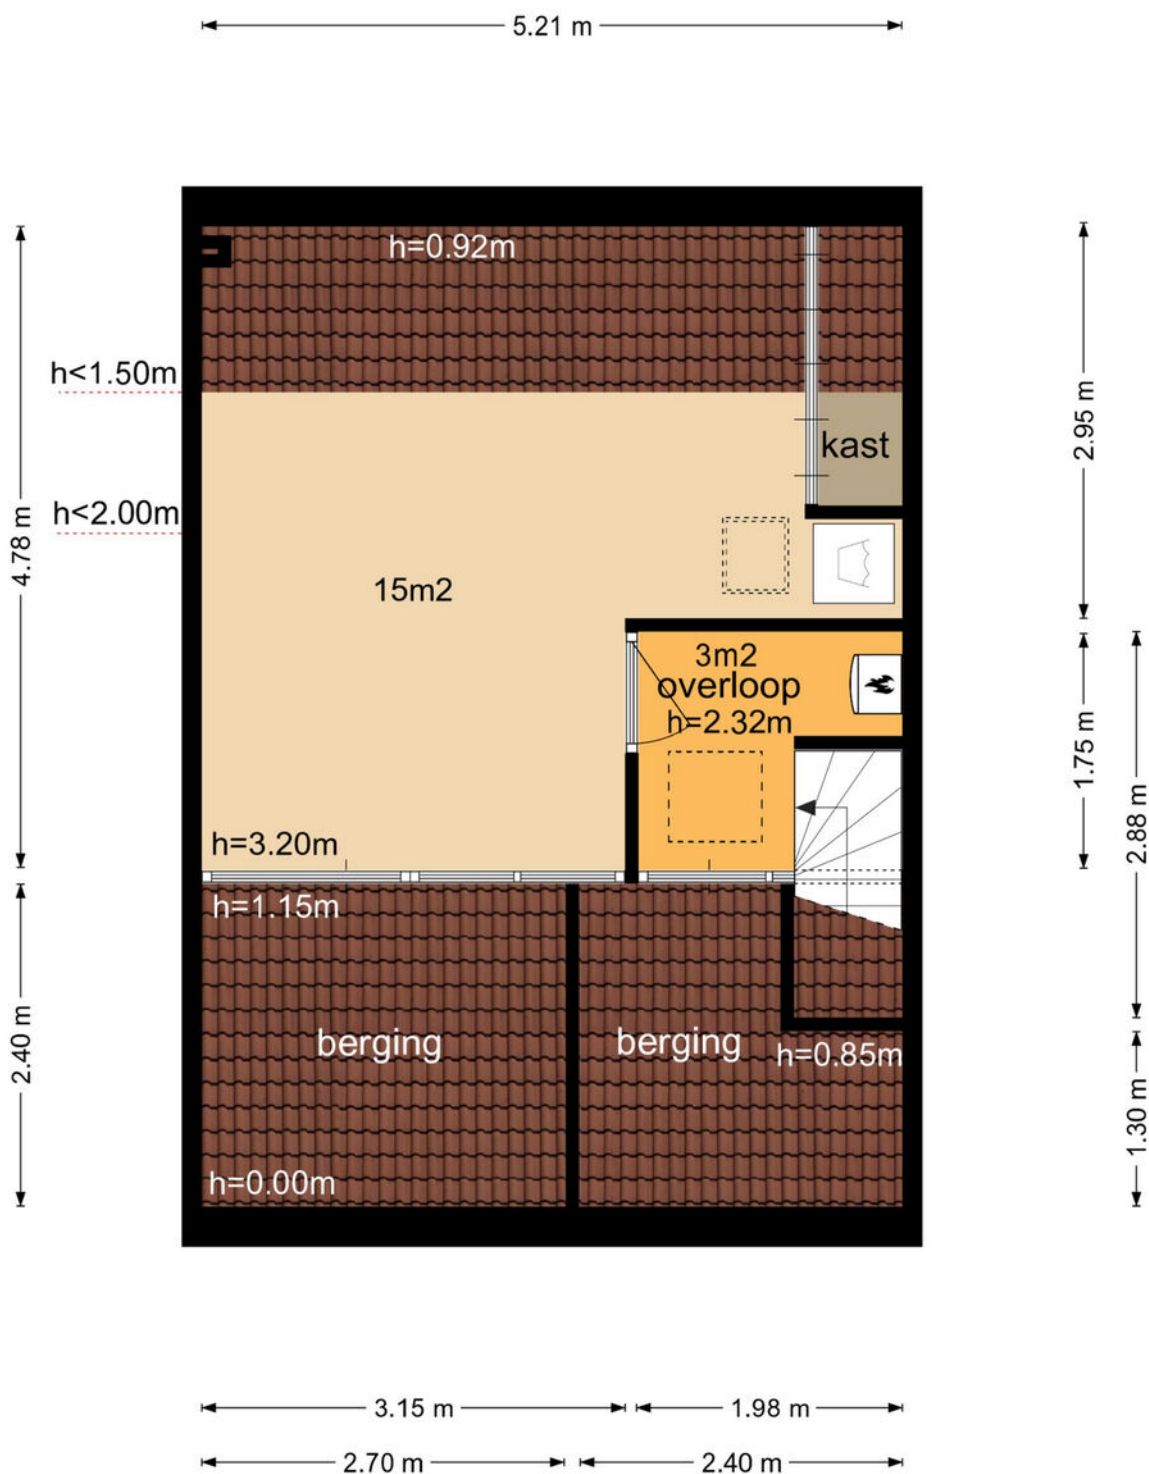 5.21 m
h=0.92m
h<1.50m
2.95 m
kast
h<2.00m
4.78 m
15m2
3m2
overloop
h=2.32m
1.75 m
h=3.20m
2.88 m
h=1.15m
berging
berging
h=0.85m
2.40 m
1.30 m
h=0.00m
3.15 m
1.98 m
2.70 m
2.40 m